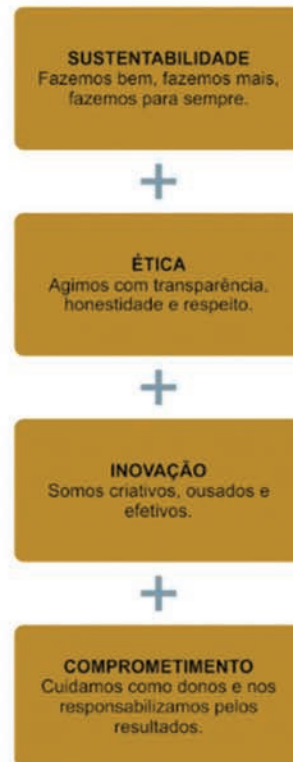 SUSTENTABILIDADE
Fazemos bem, fazemos mais,
fazemos para sempre.
+
ÉTICA
Agimos com transparência,
honestidade e respeito.
+
INOVAÇÃO
Somos criativos, ousados e
efetivos.
+
COMPROMETIMENTO
Cuidamos como donos e nos
responsabilizamos pelos
resultados.